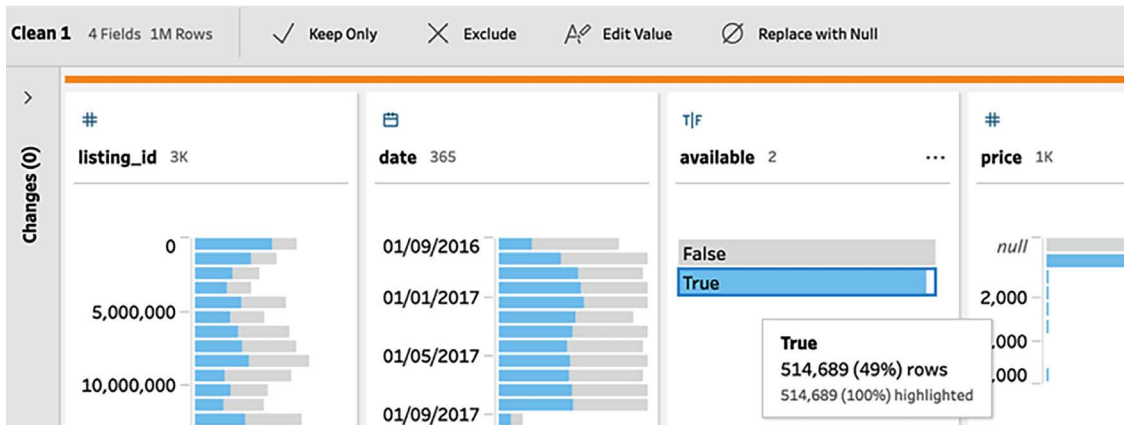 Clean 1 4 Fields 1M Rows Keep Only Exclude Edit Value Replace with Null
Changes (0)
#
listing_id 3K
0
5,000,000
10,000,000
date 365
01/09/2016
01/01/2017
01/05/2017
01/09/2017
T|F
available 2 ...
False
True
True
514,689 (49%) rows
514,689 (100%) highlighted
#
price 1K
null
2,000
,000
,000